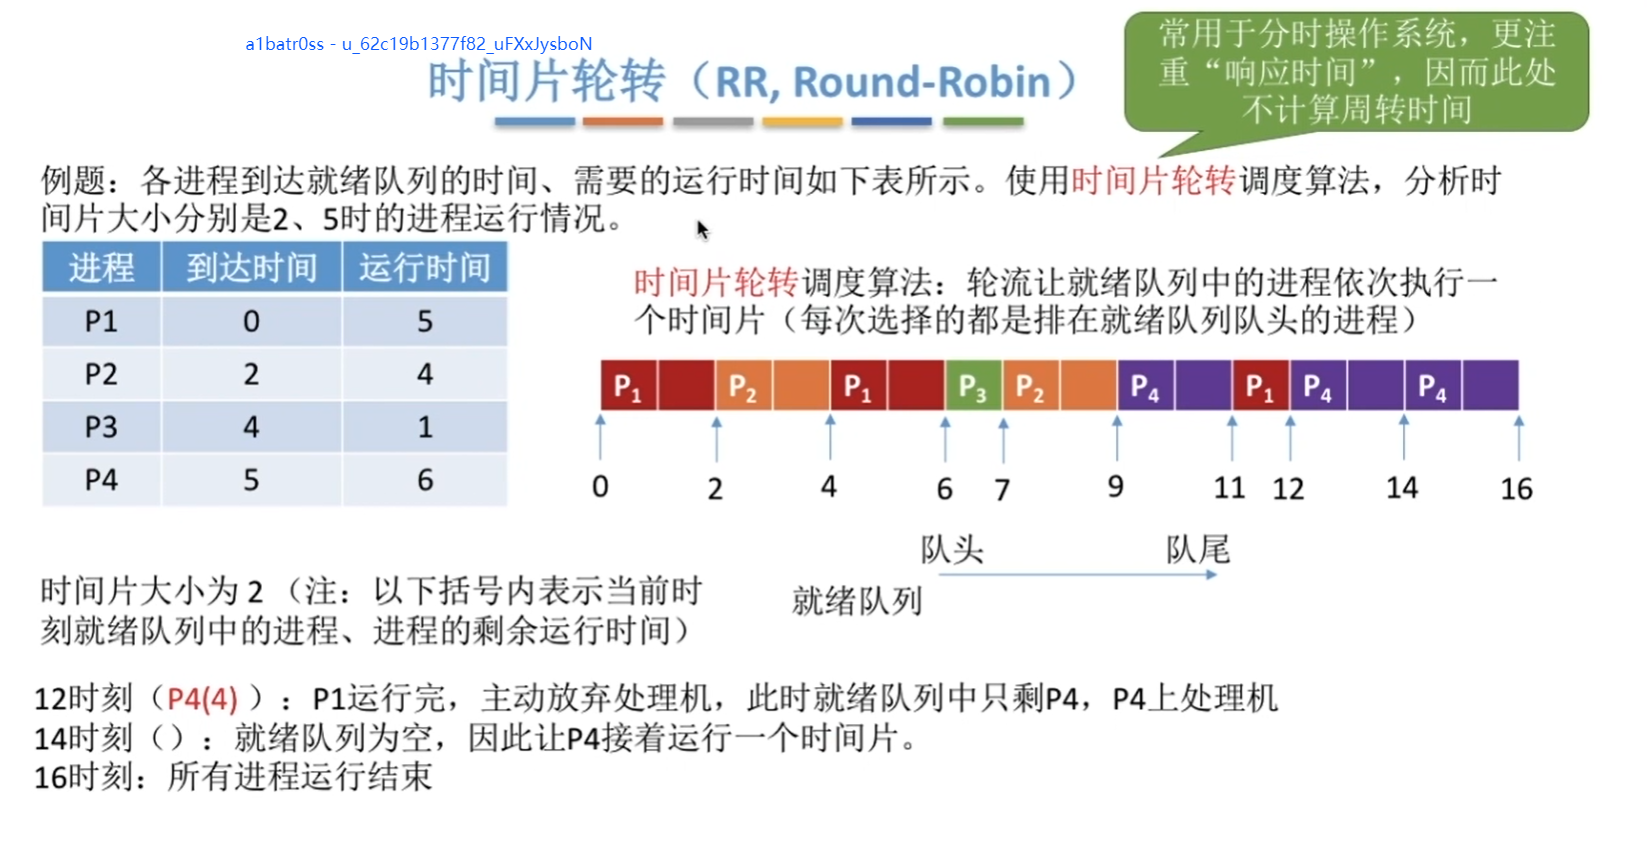 a1batr0ss - u_62c19b1377f82_uFXxJysboN
时间片轮转（RR, Round-Robin）
常用于分时操作系统，更注
重“响应时间”，因而此处
不计算周转时间
例题：各进程到达就绪队列的时间、需要的运行时间如下表所示。使用时间片轮转调度算法，分析时
间片大小分别是2、5时的进程运行情况。
进程 到达时间 运行时间
P1 0 5
P2 2 4
P3 4 1
P4 5 6
时间片轮转调度算法：轮流让就绪队列中的进程依次执行一
个时间片（每次选择的都是排在就绪队列队头的进程）
P1 P2 P1 P3 P2 P4 P1 P4 P4
0 2 4 6 7 9 11 12 14 16
队头 队尾
就绪队列
时间片大小为 2 （注：以下括号内表示当前时
刻就绪队列中的进程、进程的剩余运行时间）
12时刻（P4(4) ）：P1运行完，主动放弃处理机，此时就绪队列中只剩P4，P4上处理机
14时刻（）：就绪队列为空，因此让P4接着运行一个时间片。
16时刻：所有进程运行结束